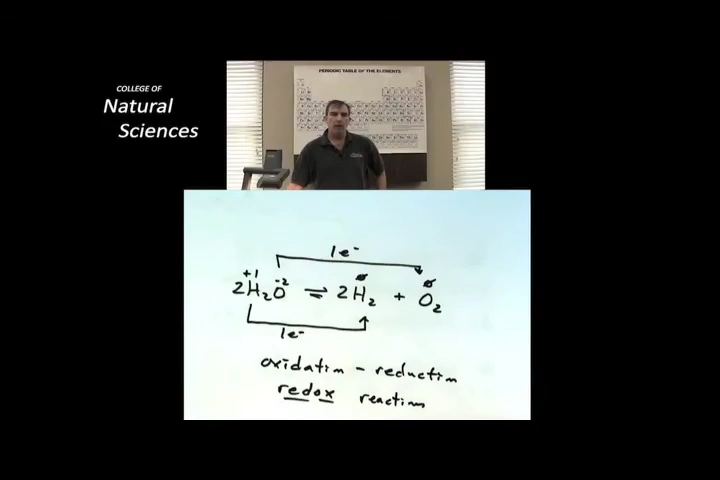 COLLEGE OF
Natural
Sciences
PERIODIC TABLE OF THE ELEMENTS
1e⁻
+1 -2 ø ø
2H₂O ⇌ 2H₂ + O₂
1e⁻
oxidation - reduction
redox reactions